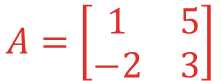 A = [ 1 5
-2 3 ]